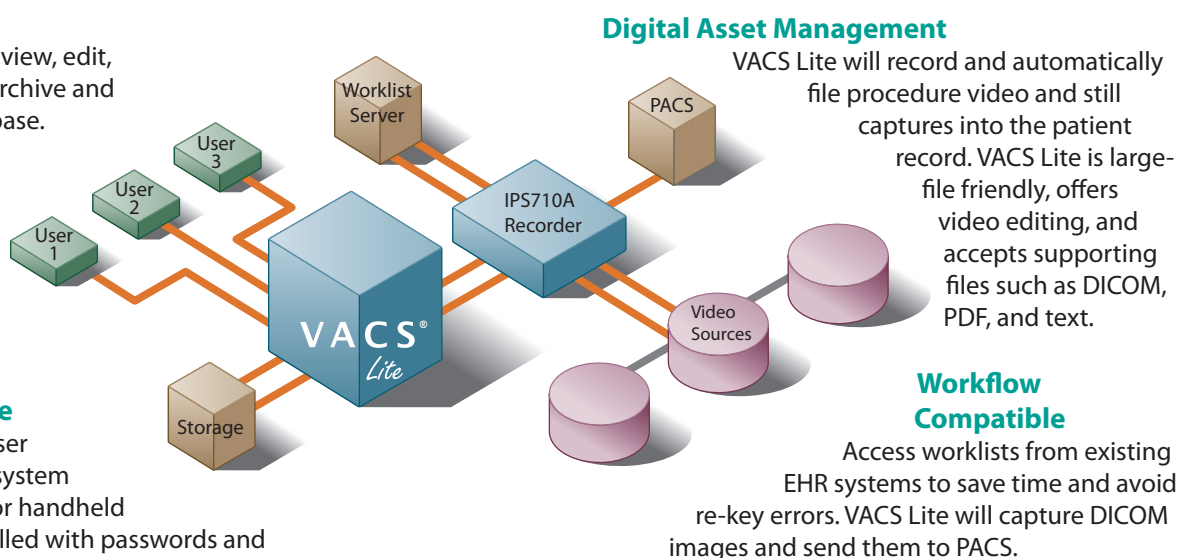 view, edit,
rchive and
base.
Digital Asset Management
VACS Lite will record and automatically
file procedure video and still
captures into the patient
record. VACS Lite is large-
file friendly, offers
video editing, and
accepts supporting
files such as DICOM,
PDF, and text.
Worklist
Server
PACS
User
3
User
2
User
1
IPS710A
Recorder
VACS®
Lite
Video
Sources
Storage
Workflow
Compatible
Access worklists from existing
EHR systems to save time and avoid
re-key errors. VACS Lite will capture DICOM
images and send them to PACS.
e
ser
system
or handheld
lled with passwords and